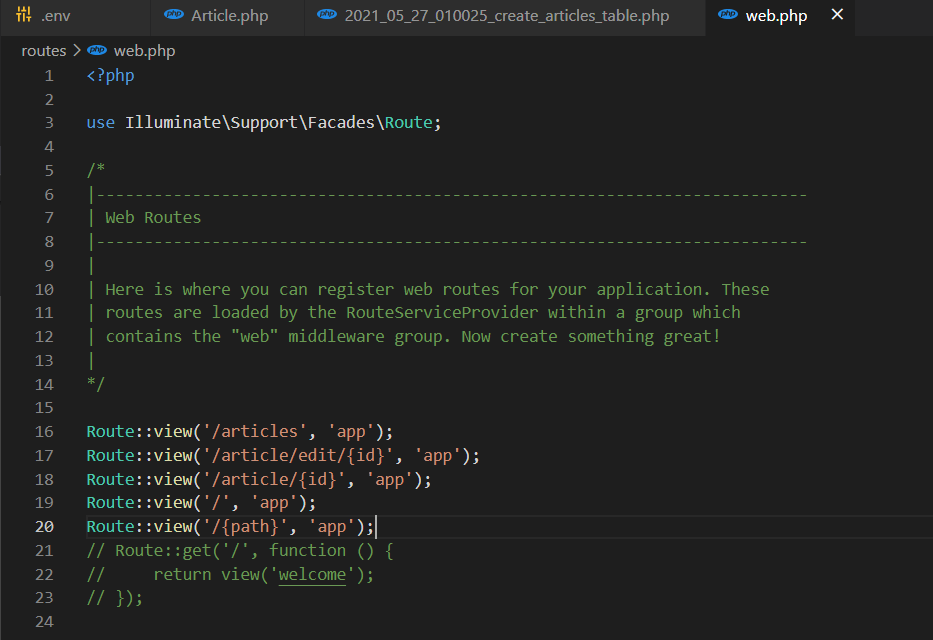 .env
Article.php
2021_05_27_010025_create_articles_table.php
web.php
routes > web.php
1 <?php
2
3 use Illuminate\Support\Facades\Route;
4
5 /*
6 |--------------------------------------------------------------------------
7 | Web Routes
8 |--------------------------------------------------------------------------
9 |
10 | Here is where you can register web routes for your application. These
11 | routes are loaded by the RouteServiceProvider within a group which
12 | contains the "web" middleware group. Now create something great!
13 |
14 */
15
16 Route::view('/articles', 'app');
17 Route::view('/article/edit/{id}', 'app');
18 Route::view('/article/{id}', 'app');
19 Route::view('/', 'app');
20 Route::view('/{path}', 'app');
21 // Route::get('/', function () {
22 //     return view('welcome');
23 // });
24